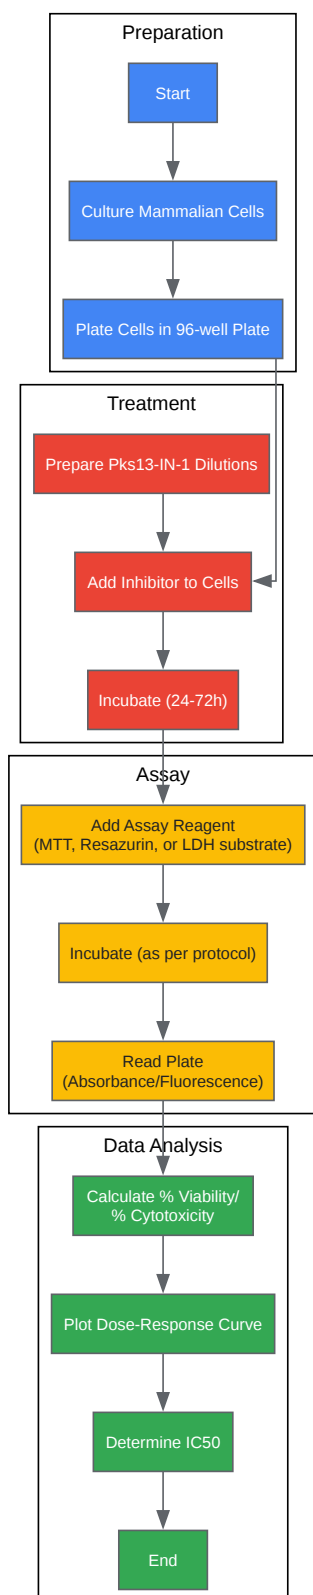 Preparation
Start
Culture Mammalian Cells
Plate Cells in 96-well Plate
Treatment
Prepare Pks13-IN-1 Dilutions
Add Inhibitor to Cells
Incubate (24-72h)
Assay
Add Assay Reagent
(MTT, Resazurin, or LDH substrate)
Incubate (as per protocol)
Read Plate
(Absorbance/Fluorescence)
Data Analysis
Calculate % Viability/
% Cytotoxicity
Plot Dose-Response Curve
Determine IC50
End